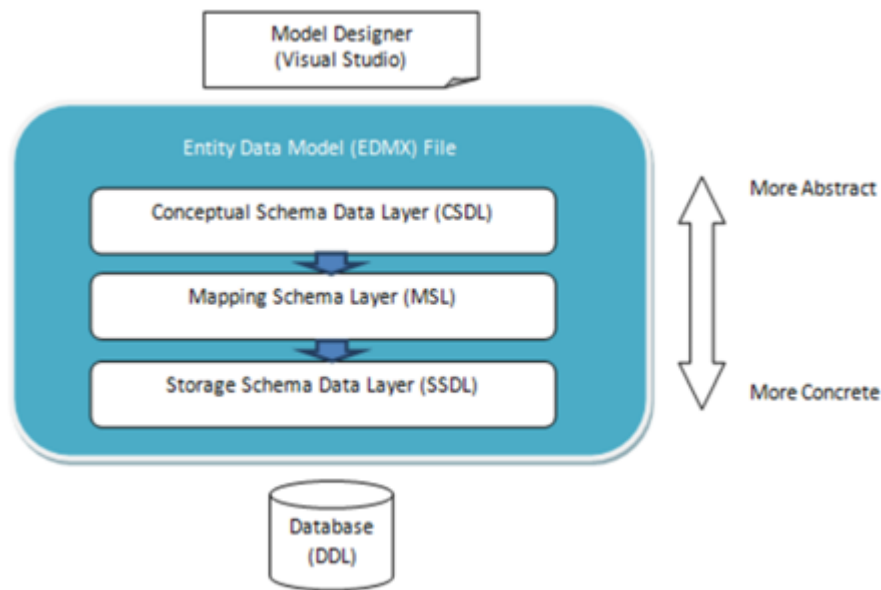 Model Designer
(Visual Studio)
Entity Data Model (EDMX) File
Conceptual Schema Data Layer (CSDL)
Mapping Schema Layer (MSL)
Storage Schema Data Layer (SSDL)
More Abstract
More Concrete
Database
(DDL)